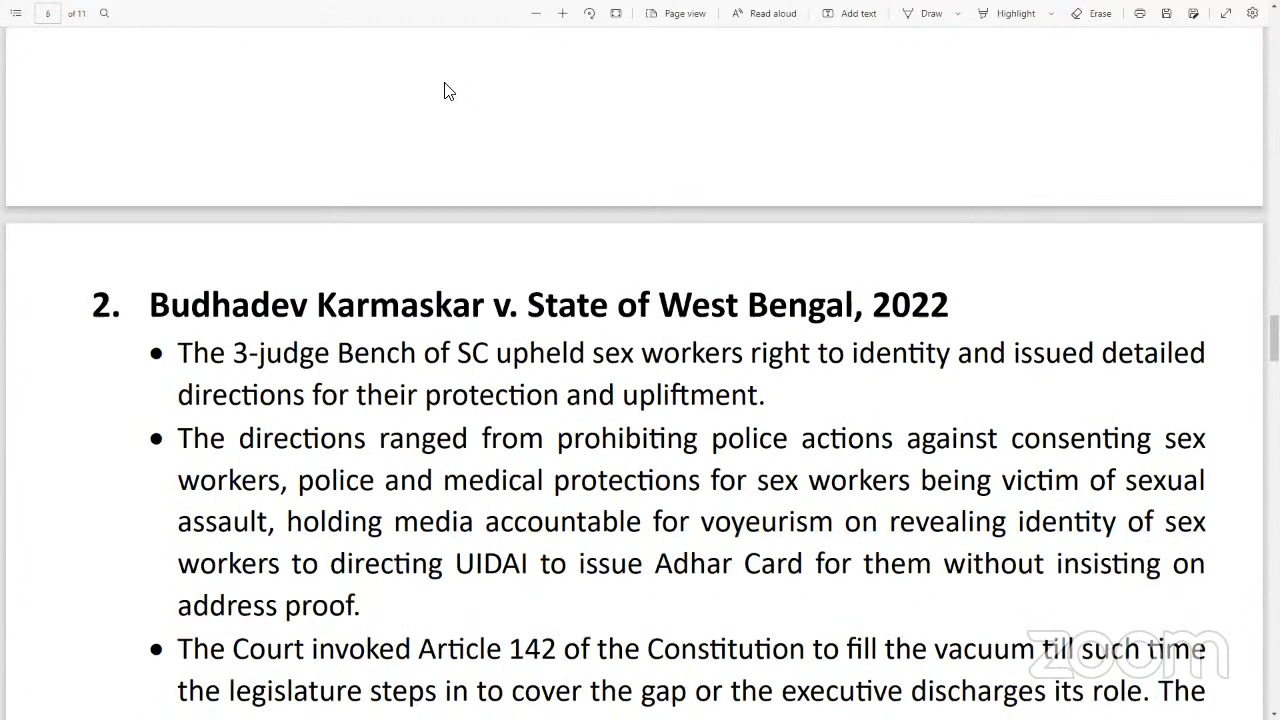 6 of 11 Page view Read aloud Add text Draw Highlight Erase
2. Budhadev Karmaskar v. State of West Bengal, 2022
• The 3-judge Bench of SC upheld sex workers right to identity and issued detailed
directions for their protection and upliftment.
• The directions ranged from prohibiting police actions against consenting sex
workers, police and medical protections for sex workers being victim of sexual
assault, holding media accountable for voyeurism on revealing identity of sex
workers to directing UIDAI to issue Adhar Card for them without insisting on
address proof.
• The Court invoked Article 142 of the Constitution to fill the vacuum till such time
the legislature steps in to cover the gap or the executive discharges its role. The
zoom